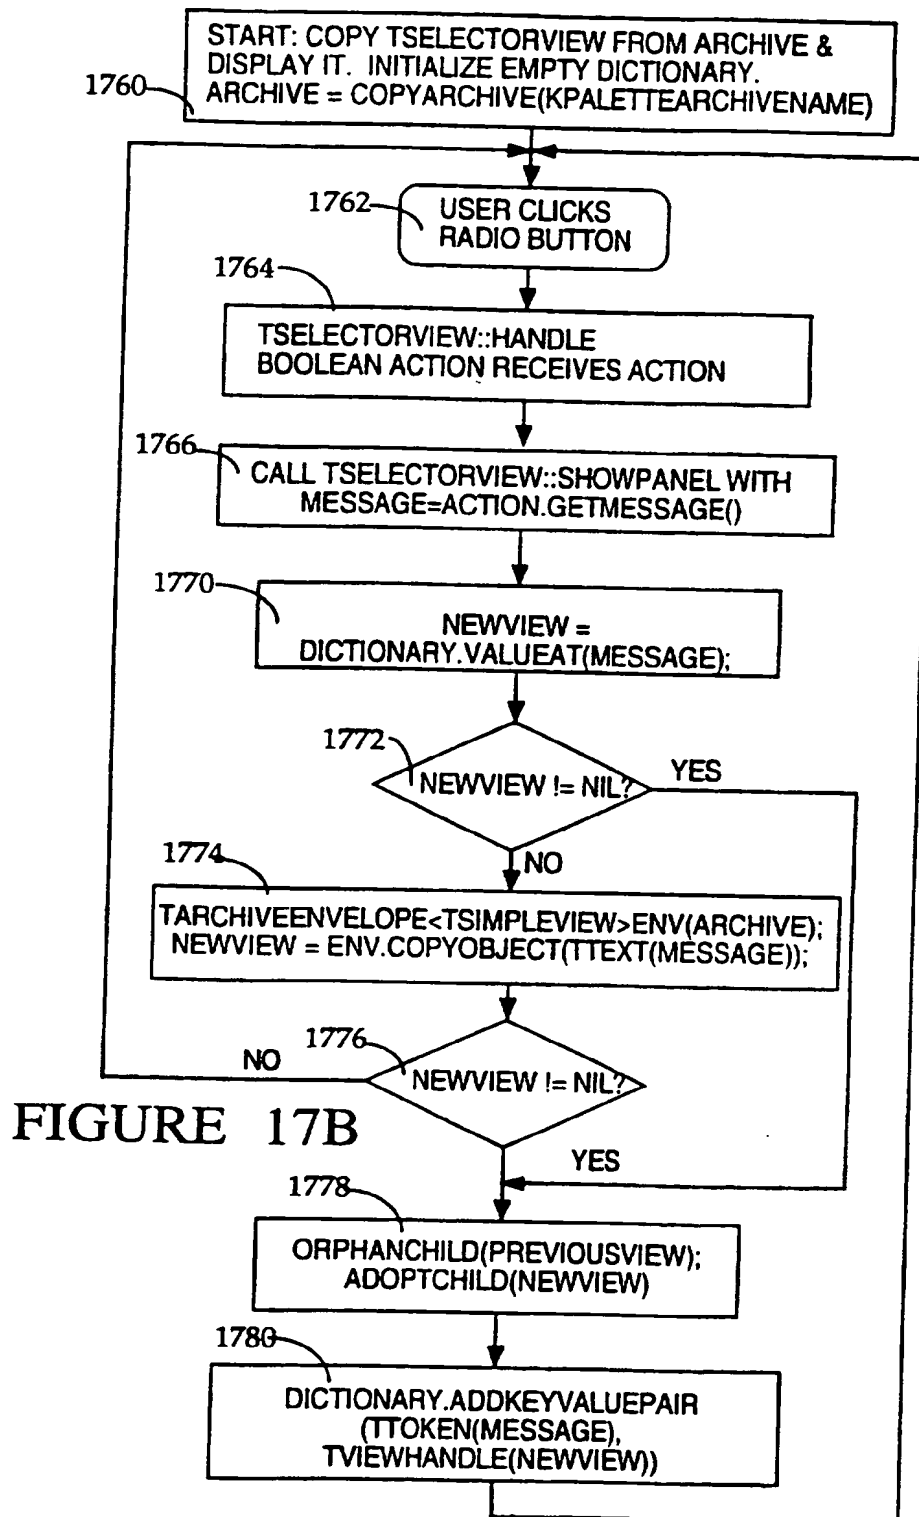 START: COPY TSELECTORVIEW FROM ARCHIVE &
DISPLAY IT. INITIALIZE EMPTY DICTIONARY.
1760
ARCHIVE = COPYARCHIVE(KPALETTEARCHIVENAME)
1762
USER CLICKS
RADIO BUTTON
1764
TSELECTORVIEW::HANDLE
BOOLEAN ACTION RECEIVES ACTION
1766
CALL TSELECTORVIEW::SHOWPANEL WITH
MESSAGE=ACTION.GETMESSAGE()
1770
NEWVIEW =
DICTIONARY.VALUEAT(MESSAGE);
1772
NEWVIEW != NIL?
YES
NO
1774
TARCHIVEENVELOPE<TSIMPLEVIEW>ENV(ARCHIVE);
NEWVIEW = ENV.COPYOBJECT(TTEXT(MESSAGE));
1776
NO
NEWVIEW != NIL?
FIGURE 17B
YES
1778
ORPHANCHILD(PREVIOUSVIEW);
ADOPTCHILD(NEWVIEW)
1780
DICTIONARY.ADDKEYVALUEPAIR
(TTOKEN(MESSAGE),
TVIEWHANDLE(NEWVIEW))